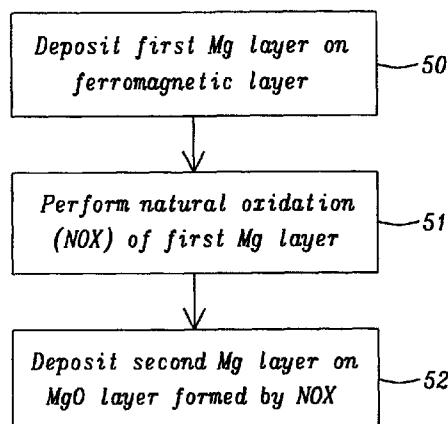 Deposit first Mg layer on
ferromagnetic layer
50
Perform natural oxidation
(NOX) of first Mg layer
51
Deposit second Mg layer on
MgO layer formed by NOX
52